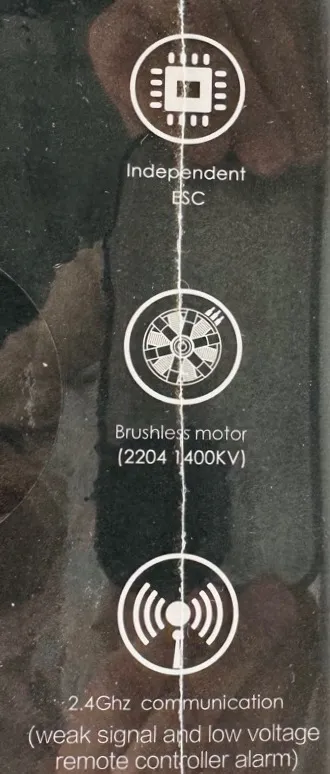 Independent
ESC
Brushless motor
(2204 1400KV)
2.4Ghz communication
(weak signal and low voltage
remote controller alarm)